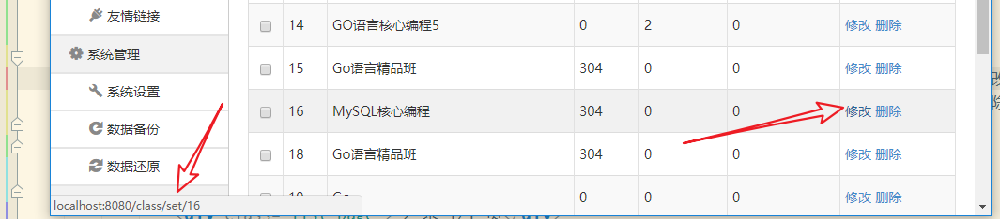 友情链接
系统管理
系统设置
数据备份
数据还原
localhost:8080/class/set/16
14 GO语言核心编程5 0 2 0 修改 删除
15 Go语言精品班 304 0 0 修改 删除
16 MySQL核心编程 304 0 0 修改 删除
18 Go语言精品班 304 0 0 修改 删除
0 0 0 修改 删除